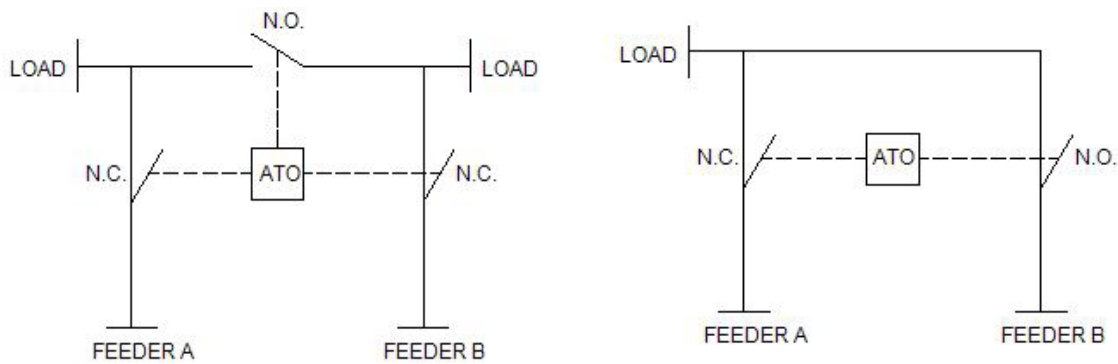 N.O.
LOAD
LOAD
N.C.
ATO
N.C.
FEEDER A
FEEDER B
LOAD
N.C.
ATO
N.O.
FEEDER A
FEEDER B